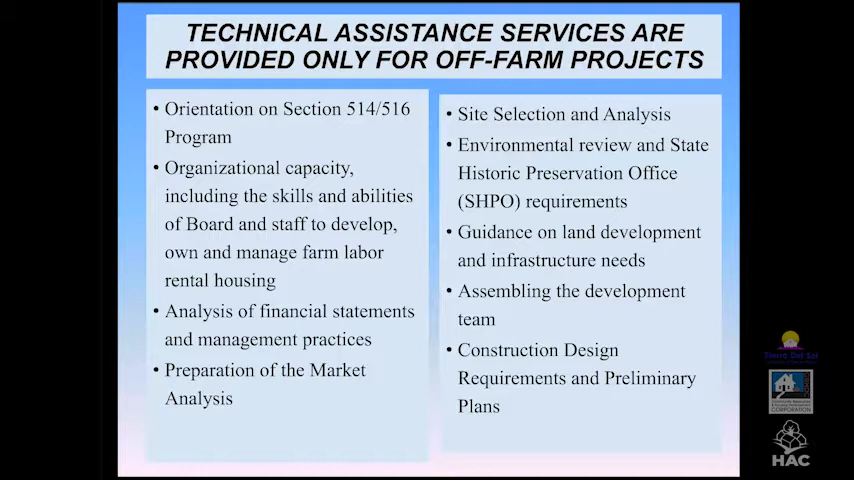 TECHNICAL ASSISTANCE SERVICES ARE
PROVIDED ONLY FOR OFF-FARM PROJECTS
• Orientation on Section 514/516
Program
• Organizational capacity,
including the skills and abilities
of Board and staff to develop,
own and manage farm labor
rental housing
• Analysis of financial statements
and management practices
• Preparation of the Market
Analysis
• Site Selection and Analysis
• Environmental review and State
Historic Preservation Office
(SHPO) requirements
• Guidance on land development
and infrastructure needs
• Assembling the development
team
• Construction Design
Requirements and Preliminary
Plans
Tierra Del Sol
CORPORATION
HAC